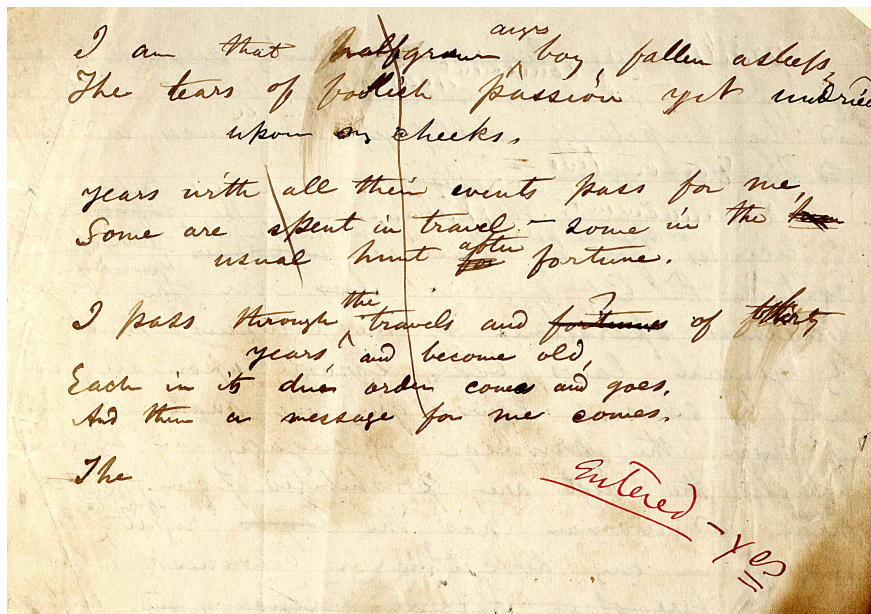 I am that halfgrown angry boy, fallen asleep,
The tears of foolish passion yet undried
upon my cheeks.
years with all their events pass for me,
Some are spent in travel – some in the
usual hunt after fortune.
I pass through the travels and fortunes of thirty
years and become old,
Each in its due order comes and goes,
And then a message for me comes.
The
Entered – Yes